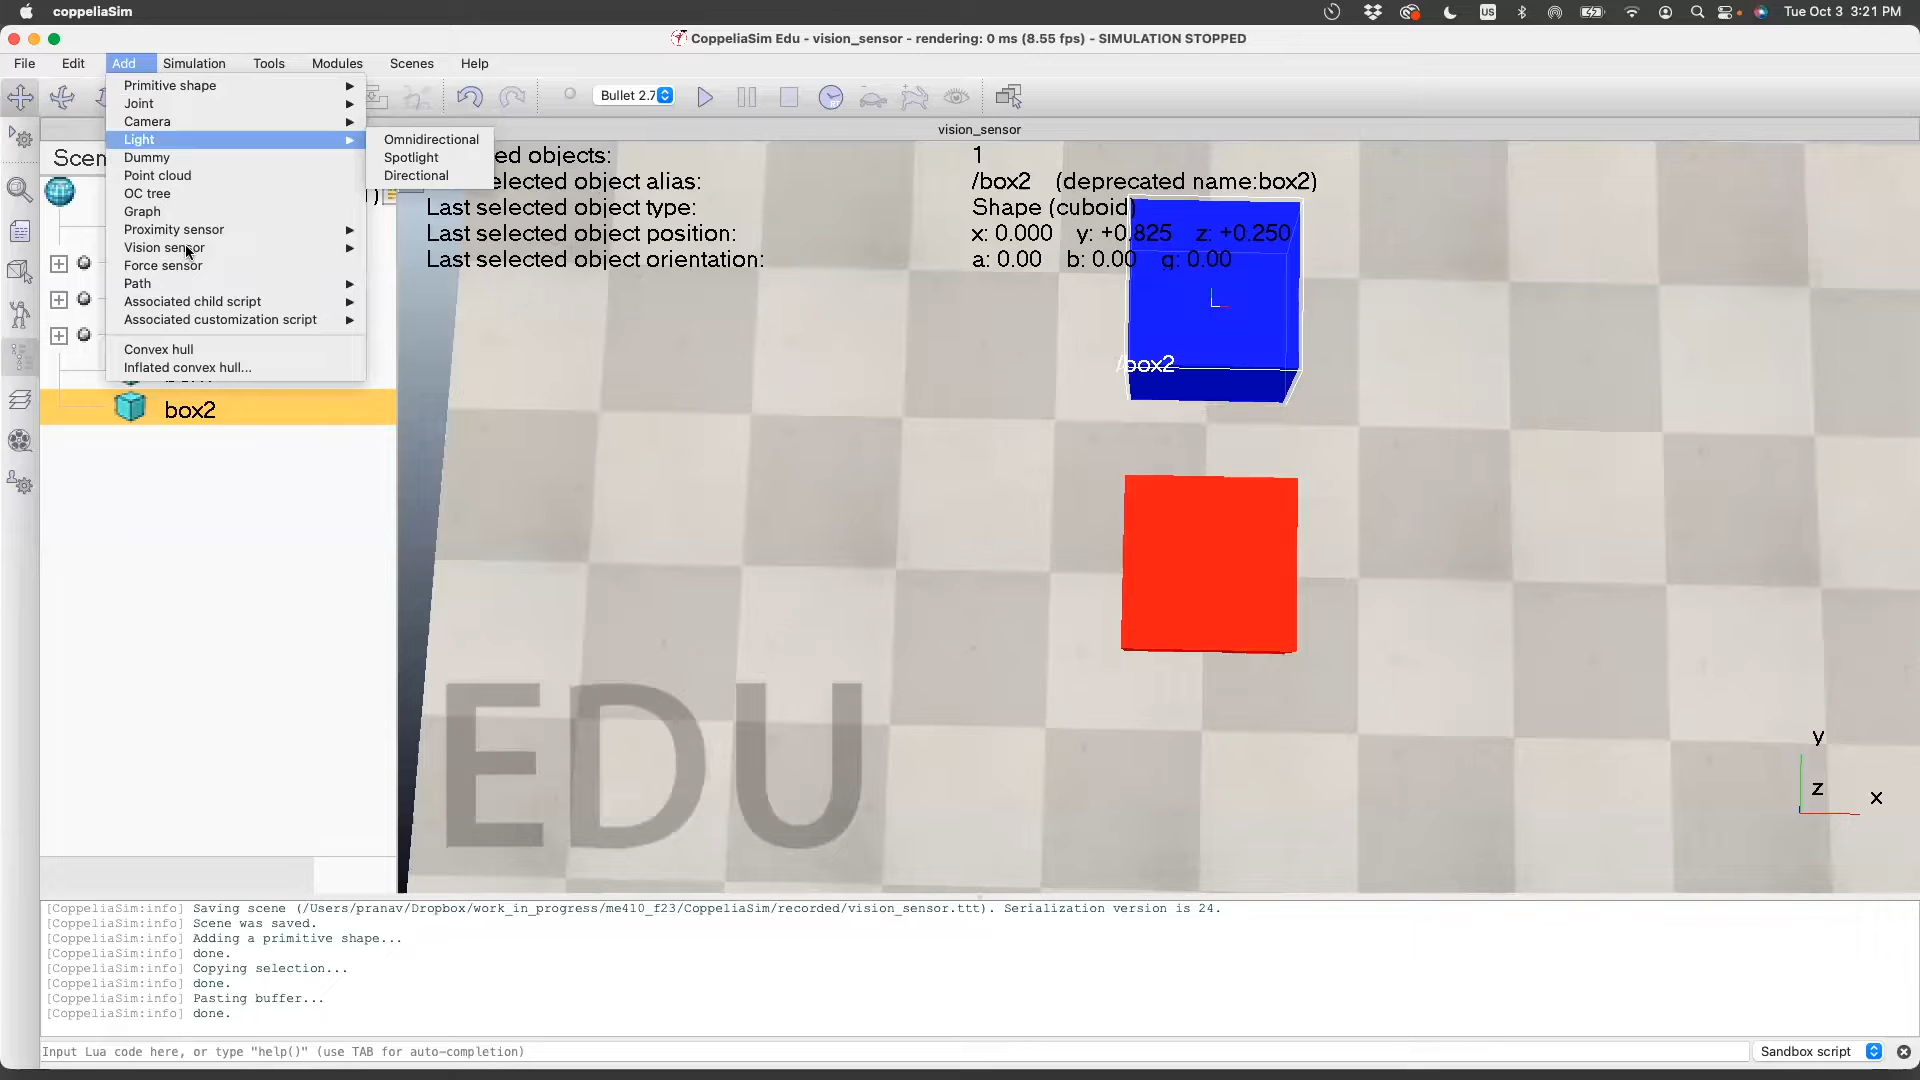 coppeliaSim
US
Tue Oct 3 3:21 PM
CoppeliaSim Edu - vision_sensor - rendering: 0 ms (8.55 fps) - SIMULATION STOPPED
File Edit Add Simulation Tools Modules Scenes Help
Bullet 2.7
RT
vision_sensor
Primitive shape
Joint
Camera
Light
Dummy
Point cloud
OC tree
Graph
Proximity sensor
Vision sensor
Force sensor
Path
Associated child script
Associated customization script
Convex hull
Inflated convex hull...
Omnidirectional
Spotlight
Directional
Scen
box2
ed objects: 1
elected object alias: /box2 (deprecated name:box2)
Last selected object type: Shape (cuboid)
Last selected object position: x: 0.000 y: +0.825 z: +0.250
Last selected object orientation: a: 0.00 b: 0.00 g: 0.00
/box2
EDU
y
z
x
[CoppeliaSim:info] Saving scene (/Users/pranav/Dropbox/work_in_progress/me410_f23/CoppeliaSim/recorded/vision_sensor.ttt). Serialization version is 24.
[CoppeliaSim:info] Scene was saved.
[CoppeliaSim:info] Adding a primitive shape...
[CoppeliaSim:info] done.
[CoppeliaSim:info] Copying selection...
[CoppeliaSim:info] done.
[CoppeliaSim:info] Pasting buffer...
[CoppeliaSim:info] done.
Input Lua code here, or type "help()" (use TAB for auto-completion)
Sandbox script